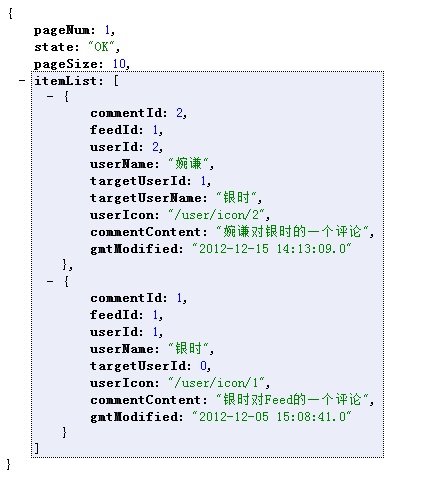 {
pageNum: 1,
state: "OK",
pageSize: 10,
- itemList: [
- {
commentId: 2,
feedId: 1,
userId: 2,
userName: "婉谦",
targetUserId: 1,
targetUserName: "银时",
userIcon: "/user/icon/2",
commentContent: "婉谦对银时的一个评论",
gmtModified: "2012-12-15 14:13:09.0"
},
- {
commentId: 1,
feedId: 1,
userId: 1,
userName: "银时",
targetUserId: 0,
userIcon: "/user/icon/1",
commentContent: "银时对Feed的一个评论",
gmtModified: "2012-12-05 15:08:41.0"
}
]
}